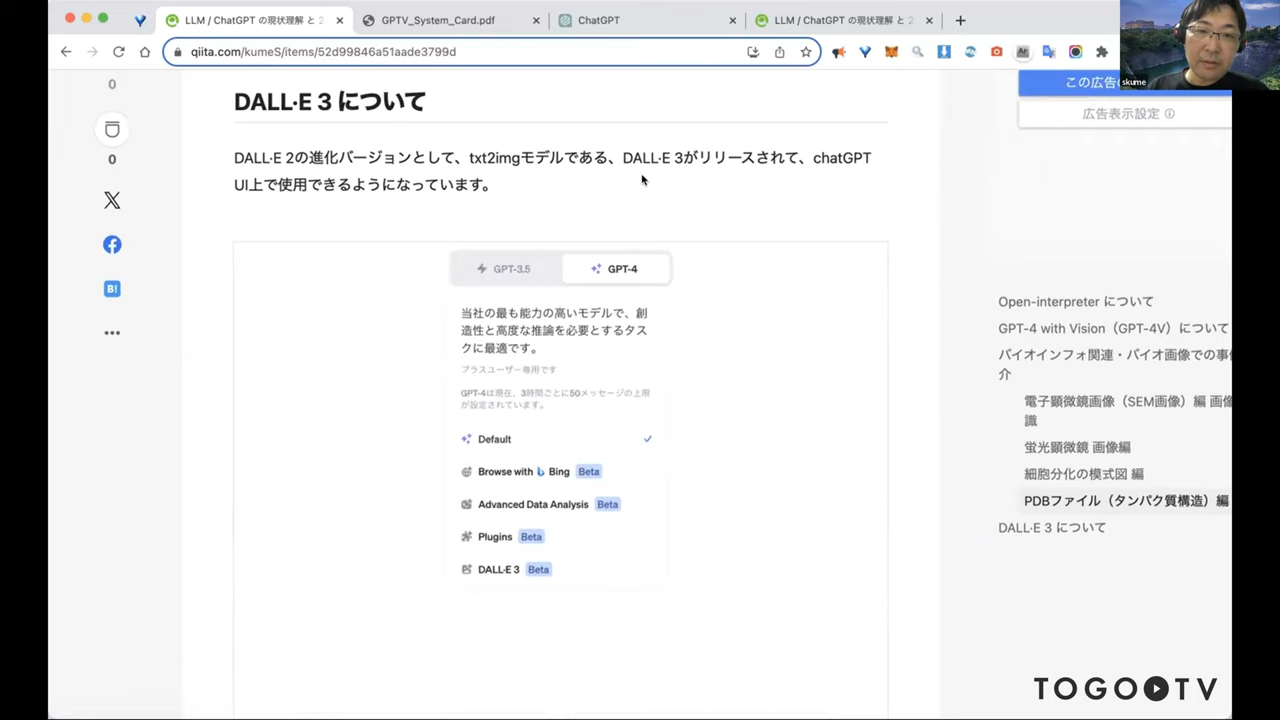 LLM / ChatGPT の現状理解 と 2
GPTV_System_Card.pdf
ChatGPT
LLM / ChatGPT の現状理解 と 2
qiita.com/kumeS/items/52d99846a51aade3799d
skume
0
0
B!
DALL·E 3 について
DALL·E 2の進化バージョンとして、txt2imgモデルである、DALL·E 3がリリースされて、chatGPT
UI上で使用できるようになっています。
GPT-3.5
GPT-4
当社の最も能力の高いモデルで、創
造性と高度な推論を必要とするタス
クに最適です。
プラスユーザー専用です
GPT-4は現在、3時間ごとに50メッセージの上限
が設定されています。
Default
Browse with Bing Beta
Advanced Data Analysis Beta
Plugins Beta
DALL·E 3 Beta
この広告の
広告表示設定
Open-interpreter について
GPT-4 with Vision（GPT-4V）について
バイオインフォ関連・バイオ画像での事
介
電子顕微鏡画像（SEM画像）編 画像
識
蛍光顕微鏡 画像編
細胞分化の模式図 編
PDBファイル（タンパク質構造）編
DALL·E 3 について
TOGO TV